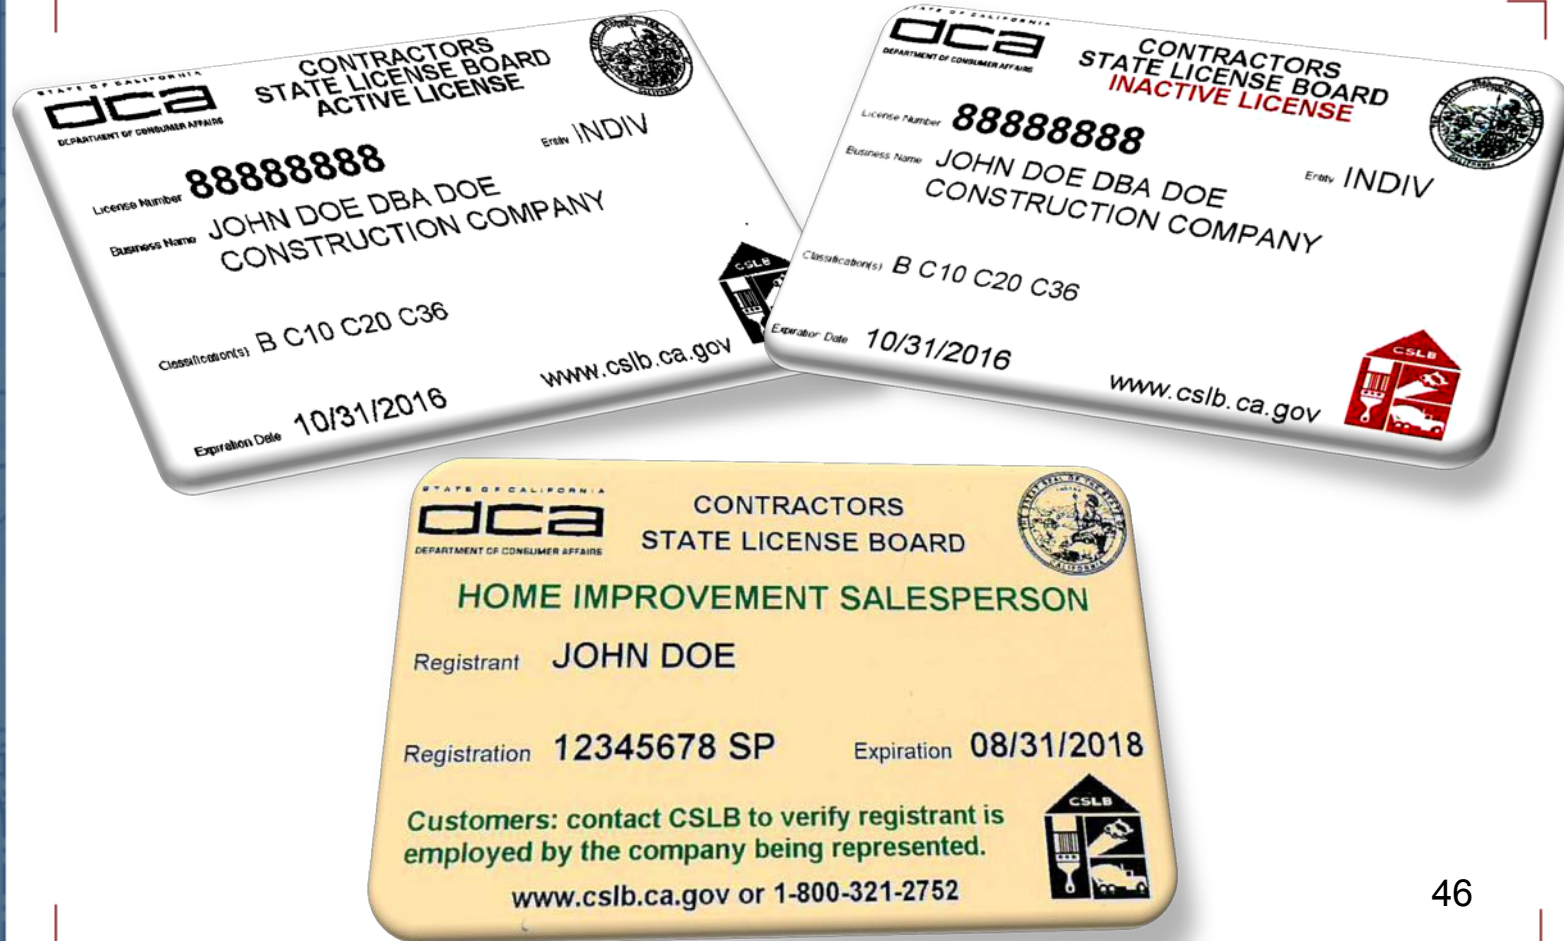 STATE OF CALIFORNIA
dca
DEPARTMENT OF CONSUMER AFFAIRS
CONTRACTORS
STATE LICENSE BOARD
ACTIVE LICENSE
License Number 88888888
Entity INDIV
Business Name JOHN DOE DBA DOE
CONSTRUCTION COMPANY
Classification(s) B C10 C20 C36
Expiration Date 10/31/2016
www.cslb.ca.gov
CSLB
STATE OF CALIFORNIA
dca
DEPARTMENT OF CONSUMER AFFAIRS
CONTRACTORS
STATE LICENSE BOARD
INACTIVE LICENSE
License Number 88888888
Entity INDIV
Business Name JOHN DOE DBA DOE
CONSTRUCTION COMPANY
Classification(s) B C10 C20 C36
Expiration Date 10/31/2016
www.cslb.ca.gov
CSLB
STATE OF CALIFORNIA
dca
DEPARTMENT OF CONSUMER AFFAIRS
CONTRACTORS
STATE LICENSE BOARD
HOME IMPROVEMENT SALESPERSON
Registrant JOHN DOE
Registration 12345678 SP
Expiration 08/31/2018
Customers: contact CSLB to verify registrant is
employed by the company being represented.
www.cslb.ca.gov or 1-800-321-2752
CSLB
46